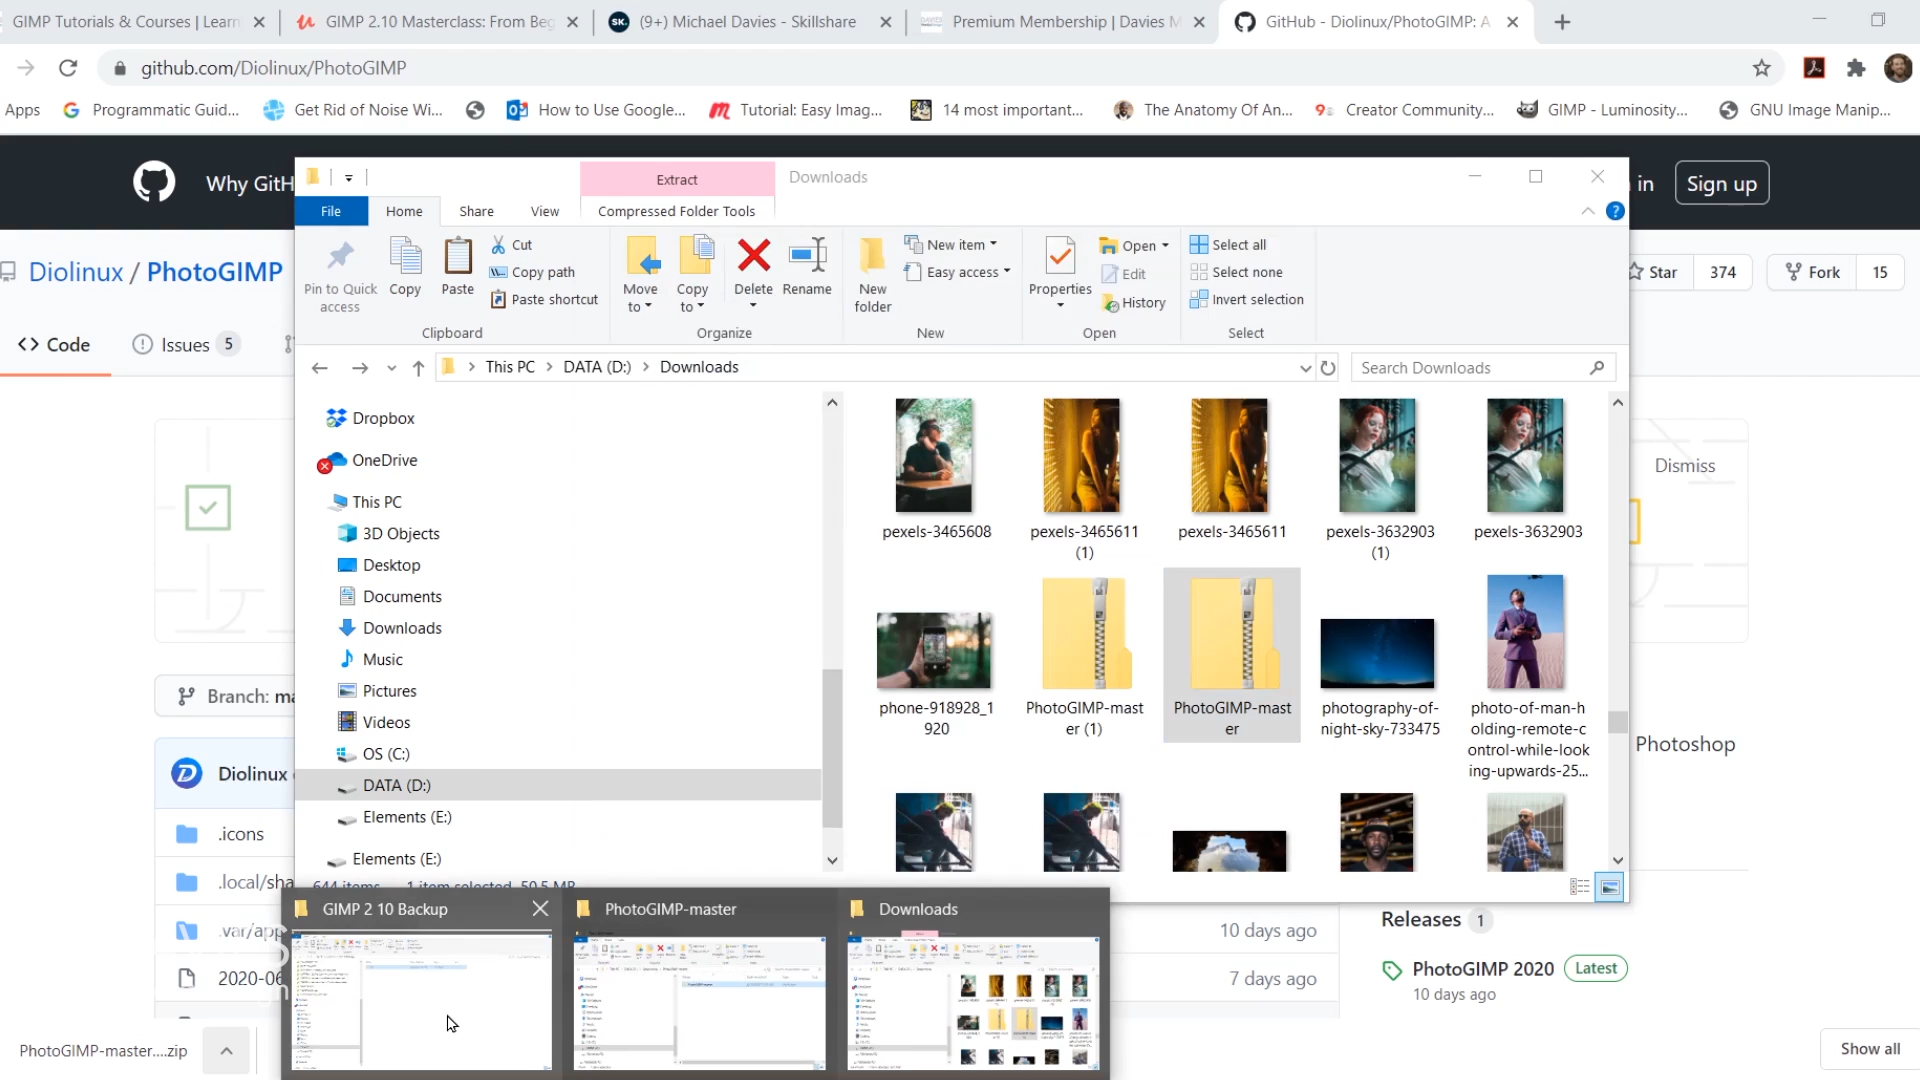 GIMP Tutorials & Courses | Learn
GIMP 2.10 Masterclass: From Beg
(9+) Michael Davies - Skillshare
Premium Membership | Davies M
GitHub - Diolinux/PhotoGIMP: A
github.com/Diolinux/PhotoGIMP
Apps
Programmatic Guid...
Get Rid of Noise Wi...
How to Use Google...
Tutorial: Easy Imag...
14 most important...
The Anatomy Of An...
Creator Community...
GIMP - Luminosity...
GNU Image Manip...
Why GitH
in
Sign up
Extract
Downloads
File
Home
Share
View
Compressed Folder Tools
Diolinux / PhotoGIMP
Star 374
Fork 15
Code
Issues 5
Pin to Quick access
Copy
Paste
Cut
Copy path
Paste shortcut
Clipboard
Move to
Copy to
Delete
Rename
Organize
New folder
New item
Easy access
New
Properties
Open
Edit
History
Open
Select all
Select none
Invert selection
Select
This PC > DATA (D:) > Downloads
Search Downloads
Dropbox
OneDrive
This PC
3D Objects
Desktop
Documents
Downloads
Music
Pictures
Videos
OS (C:)
DATA (D:)
Elements (E:)
Elements (E:)
pexels-3465608
pexels-3465611 (1)
pexels-3465611
pexels-3632903 (1)
pexels-3632903
phone-918928_1920
PhotoGIMP-master (1)
PhotoGIMP-master
photography-of-night-sky-733475
photo-of-man-holding-remote-control-while-looking-upwards-25...
644 items
1 item selected 50.5 MB
Dismiss
Photoshop
Branch: ma
Diolinux
.icons
.local/sha
.var/app
2020-06
10 days ago
7 days ago
Releases 1
PhotoGIMP 2020
Latest
10 days ago
GIMP 2 10 Backup
PhotoGIMP-master
Downloads
PhotoGIMP-master....zip
Show all